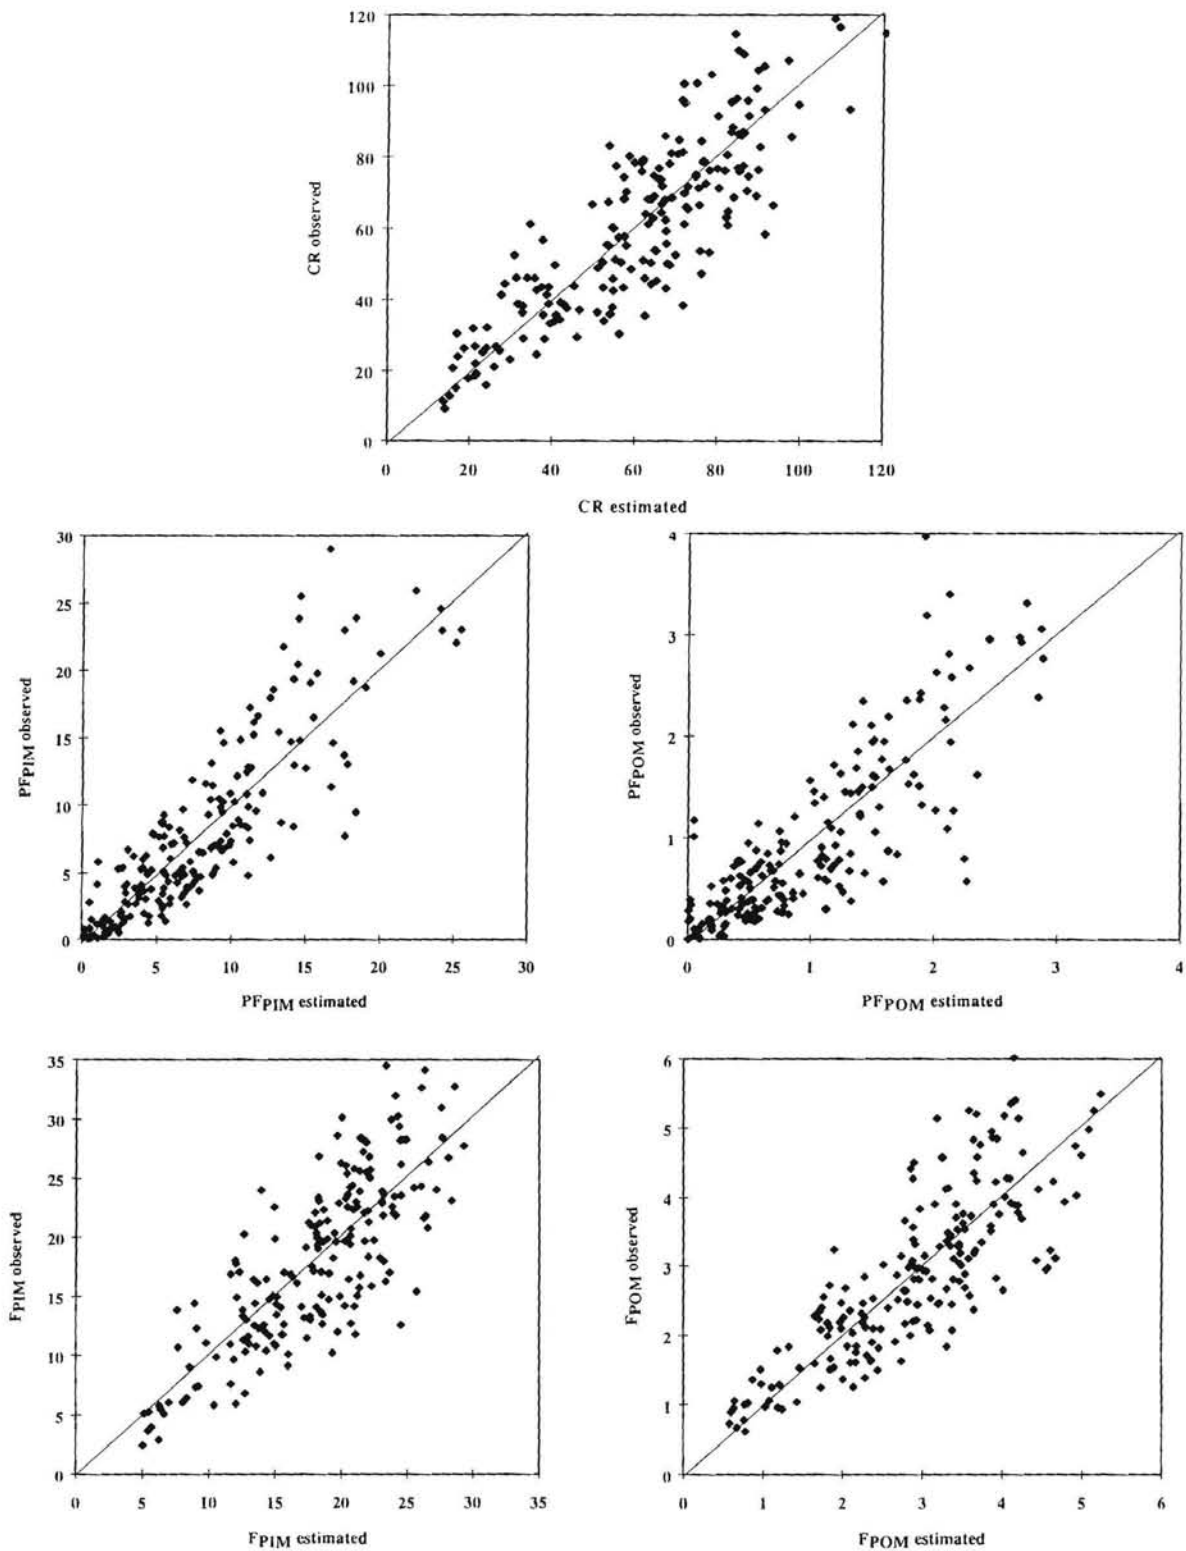 120
100
80
60
40
20
0
CR observed
0 20 40 60 80 100 120
CR estimated
30
25
20
15
10
5
0
PFPIM observed
0 5 10 15 20 25 30
PFPIM estimated
4
3
2
1
0
PFPOM observed
0 1 2 3 4
PFPOM estimated
35
30
25
20
15
10
5
0
FPIM observed
0 5 10 15 20 25 30 35
FPIM estimated
6
5
4
3
2
1
0
FPOM observed
0 1 2 3 4 5 6
FPOM estimated